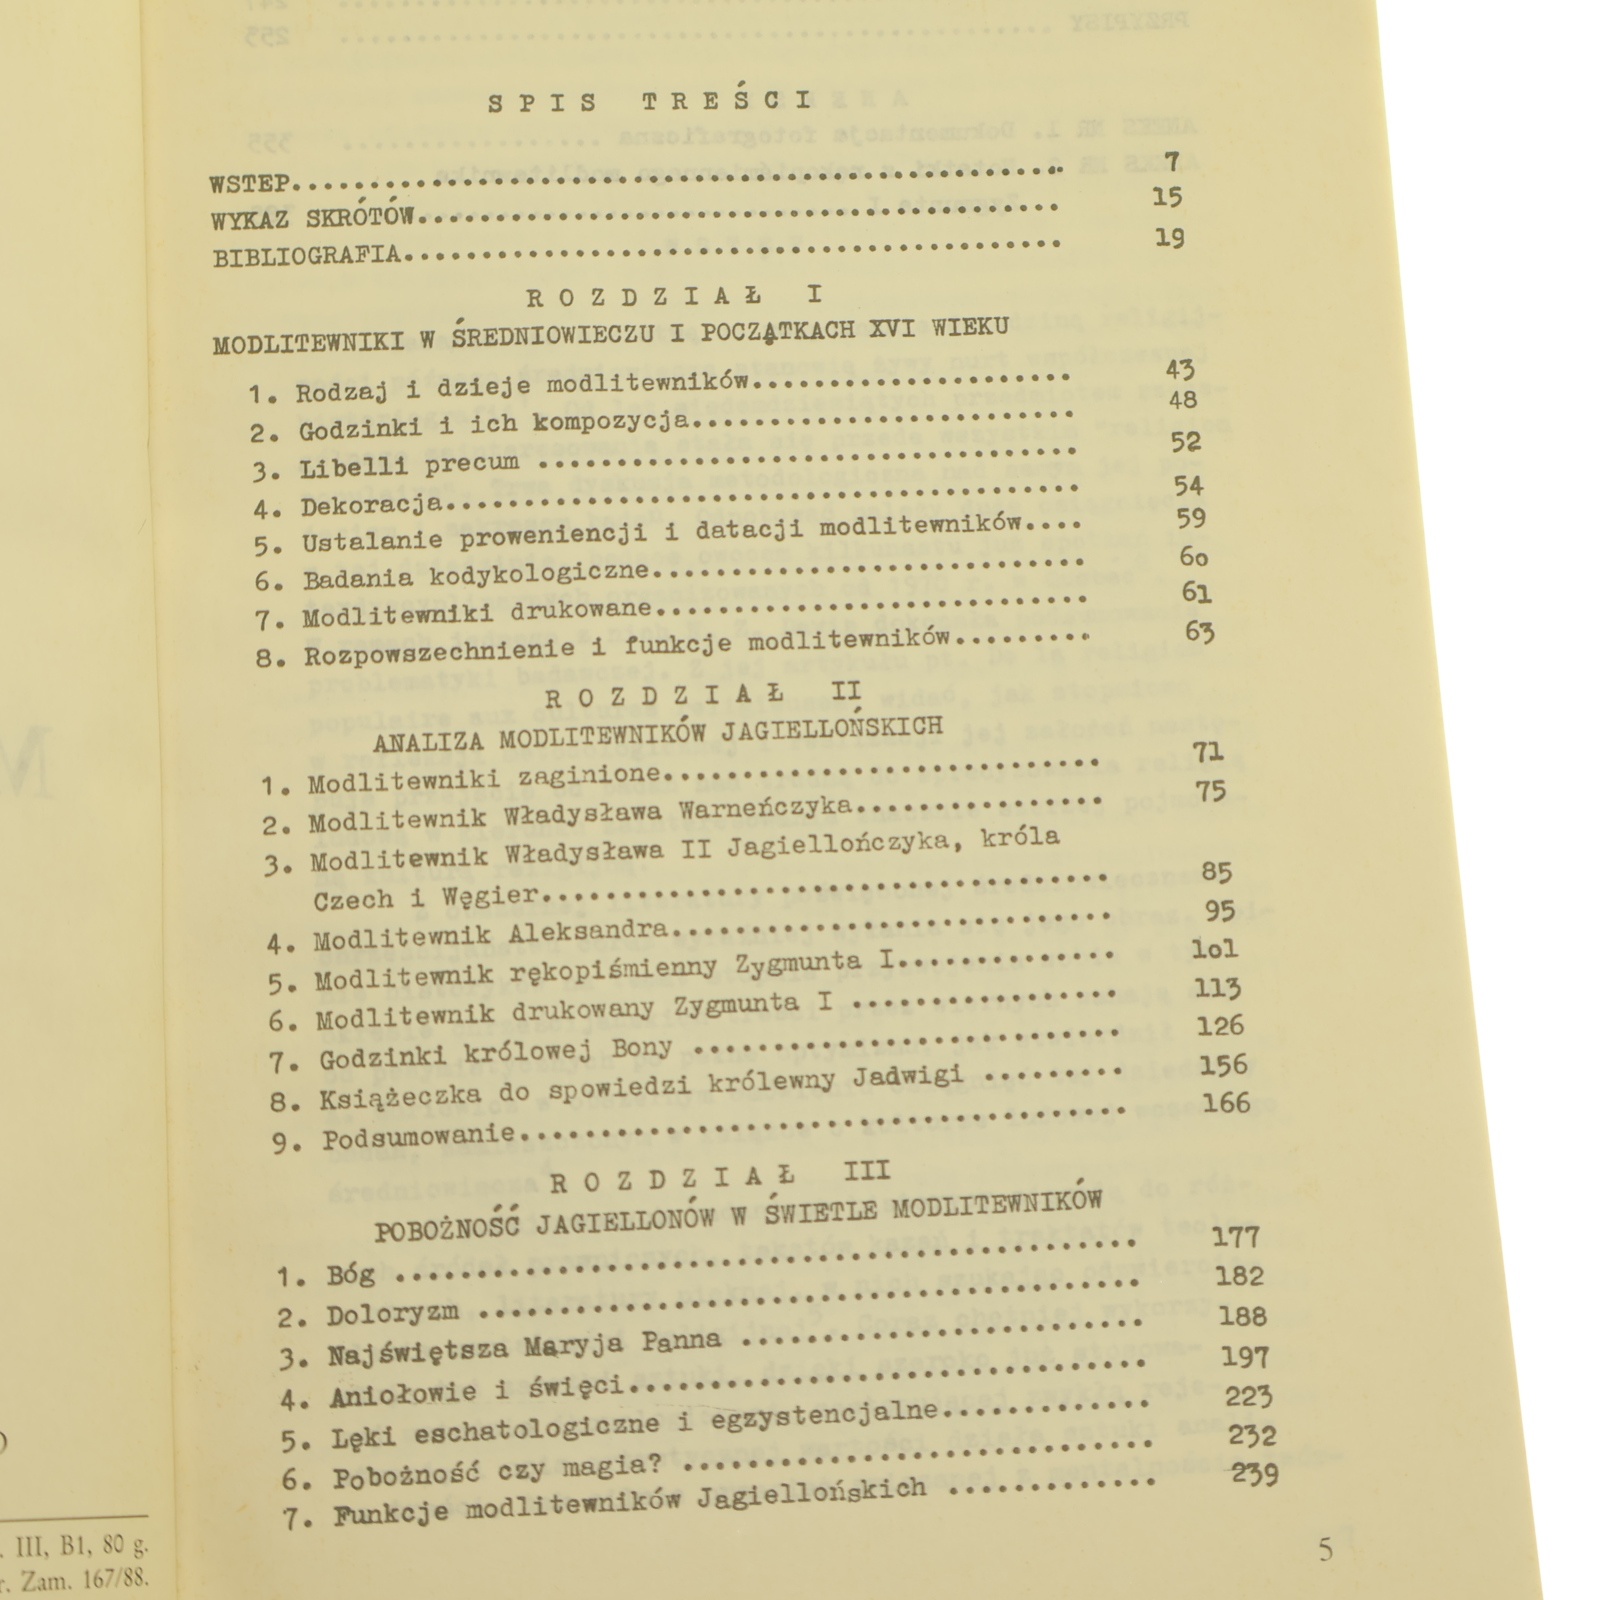 SPIS TREŚCI
WSTEP.................................................. 7
WYKAZ SKRÓTÓW.......................................... 15
BIBLIOGRAFIA........................................... 19
ROZDZIAŁ I
MODLITEWNIKI W ŚREDNIOWIECZU I POCZĄTKACH XVI WIEKU
1. Rodzaj i dzieje modlitewników..................... 43
2. Godzinki i ich kompozycja......................... 48
3. Libelli precum ................................... 52
4. Dekoracja......................................... 54
5. Ustalanie proweniencji i datacji modlitewników.... 59
6. Badania kodykologiczne............................ 6o
7. Modlitewniki drukowane............................ 61
8. Rozpowszechnienie i funkcje modlitewników......... 63
ROZDZIAŁ II
ANALIZA MODLITEWNIKÓW JAGIELLOŃSKICH
1. Modlitewniki zaginione............................ 71
2. Modlitewnik Władysława Warneńczyka................ 75
3. Modlitewnik Władysława II Jagiellończyka, króla
Czech i Węgier.................................... 85
4. Modlitewnik Aleksandra............................ 95
5. Modlitewnik rękopiśmienny Zygmunta I.............. lol
6. Modlitewnik drukowany Zygmunta I ................. 113
7. Godzinki królowej Bony ........................... 126
8. Książeczka do spowiedzi królewny Jadwigi ......... 156
9. Podsumowanie....................................... 166
ROZDZIAŁ III
POBOŻNOŚĆ JAGIELLONÓW W ŚWIETLE MODLITEWNIKÓW
1. Bóg ............................................... 177
2. Doloryzm .......................................... 182
3. Najświętsza Maryja Panna .......................... 188
4. Aniołowie i święci................................. 197
5. Lęki eschatologiczne i egzystencjalne............. 223
6. Pobożność czy magia? .............................. 232
7. Funkcje modlitewników Jagiellońskich ............. 239
5
III, B1, 80 g.
Zam. 167/88.